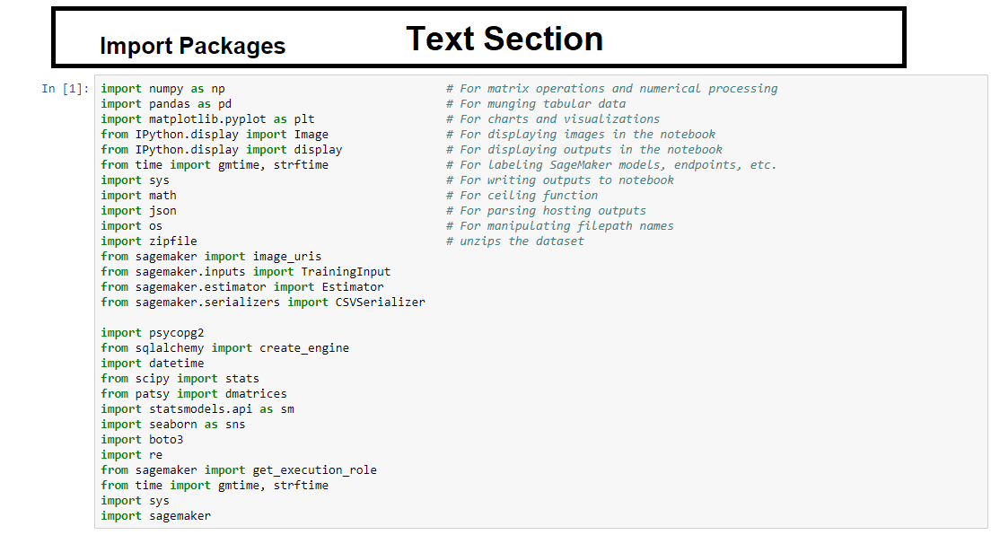 Import Packages Text Section
In [1]: import numpy as np # For matrix operations and numerical processing
import pandas as pd # For munging tabular data
import matplotlib.pyplot as plt # For charts and visualizations
from IPython.display import Image # For displaying images in the notebook
from IPython.display import display # For displaying outputs in the notebook
from time import gmtime, strftime # For labeling SageMaker models, endpoints, etc.
import sys # For writing outputs to notebook
import math # For ceiling function
import json # For parsing hosting outputs
import os # For manipulating filepath names
import zipfile # unzips the dataset
from sagemaker import image_uris
from sagemaker.inputs import TrainingInput
from sagemaker.estimator import Estimator
from sagemaker.serializers import CSVSerializer
import psycopg2
from sqlalchemy import create_engine
import datetime
from scipy import stats
from patsy import dmatrices
import statsmodels.api as sm
import seaborn as sns
import boto3
import re
from sagemaker import get_execution_role
from time import gmtime, strftime
import sys
import sagemaker